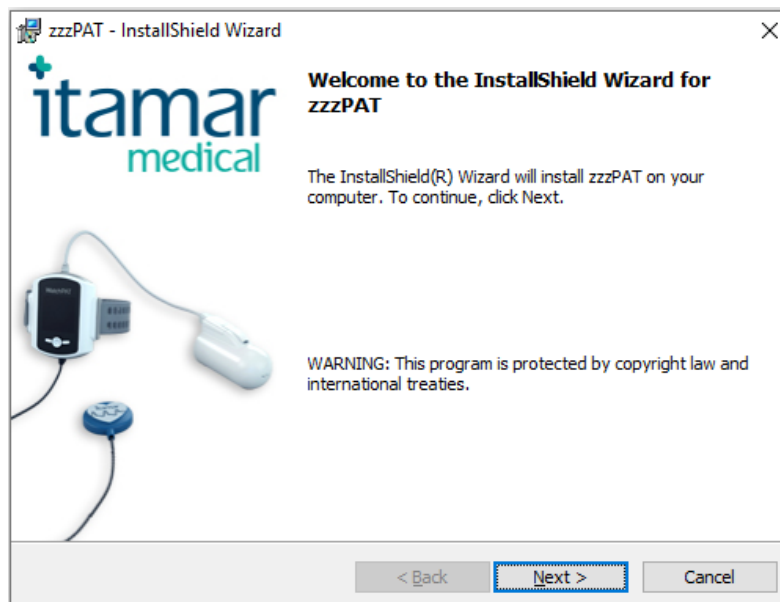 zzzPAT - InstallShield Wizard
itamar
medical
Welcome to the InstallShield Wizard for
zzzPAT
The InstallShield(R) Wizard will install zzzPAT on your
computer. To continue, click Next.
WatchPAT
WARNING: This program is protected by copyright law and
international treaties.
< Back
Next >
Cancel